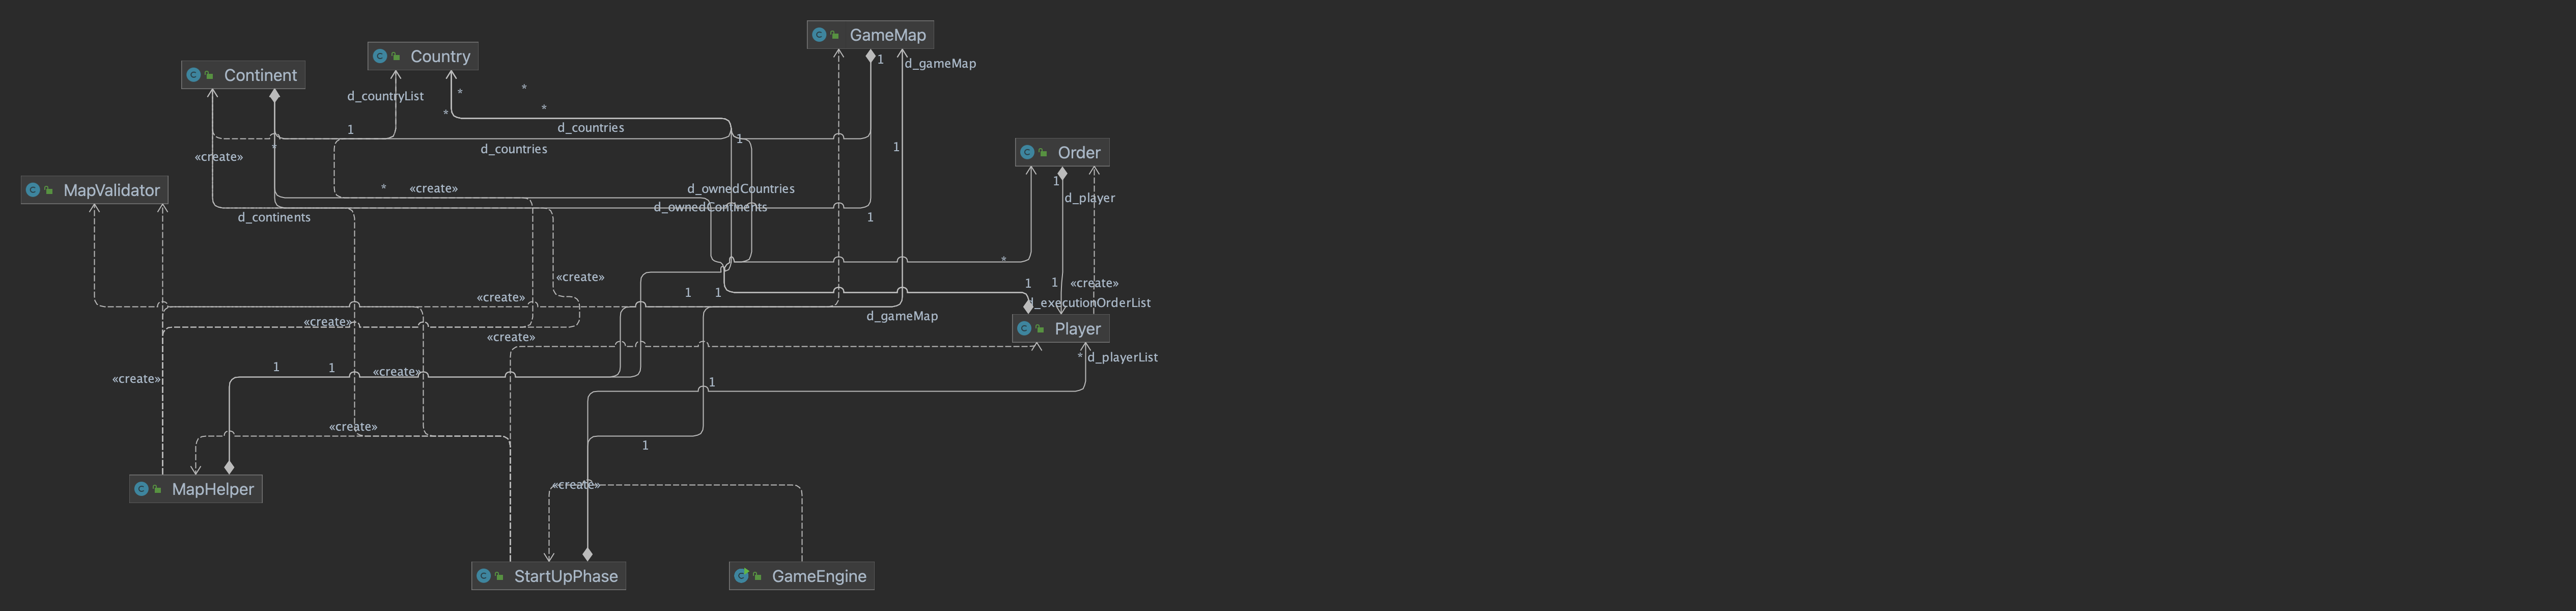 GameMap
Country
1
d_gameMap
Continent
*
*
d_countryList
*
*
d_countries
1
1
1
d_countries
*
Order
«create»
1
MapValidator
* «create»
d_ownedCountries
d_player
d_ownedContinents
d_continents
1
*
«create»
1
1
«create»
«create»
1
1
d_executionOrderList
d_gameMap
«create»
Player
«create»
* d_playerList
1
1
«create»
«create»
1
«create»
1
«create»
MapHelper
StartUpPhase
GameEngine